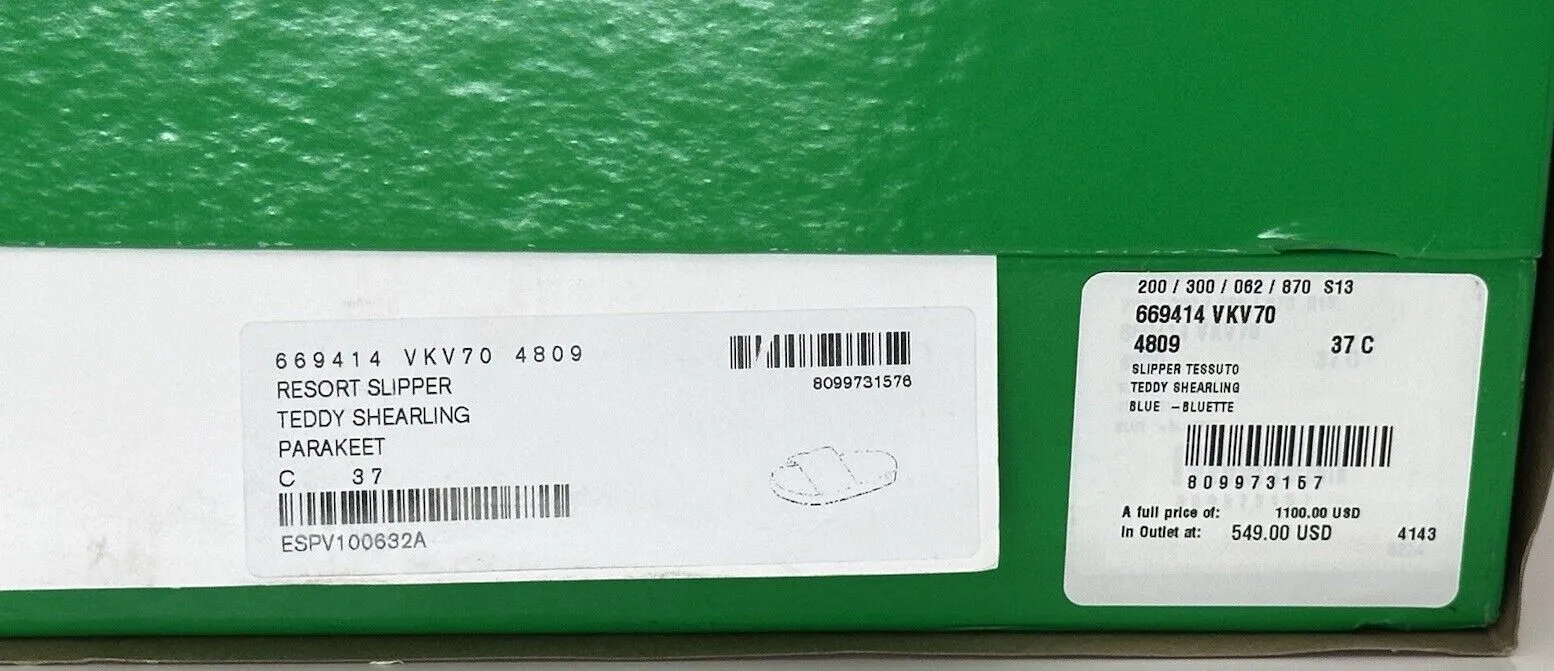 669414 VKV70 4809
RESORT SLIPPER
TEDDY SHEARLING
PARAKEET
C 37
ESPV100632A
8099731576
200 / 300 / 062 / 870 S13
669414 VKV70
4809 37 C
SLIPPER TESSUTO
TEDDY SHEARLING
BLUE -BLUETTE
809973157
A full price of: 1100.00 USD
In Outlet at: 549.00 USD 4143